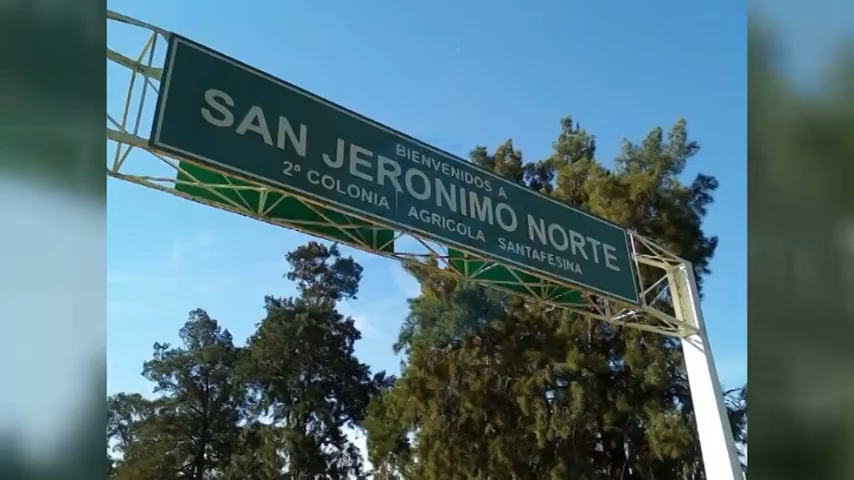 BIENVENIDOS A
SAN JERONIMO NORTE
2ª COLONIA AGRICOLA SANTAFESINA